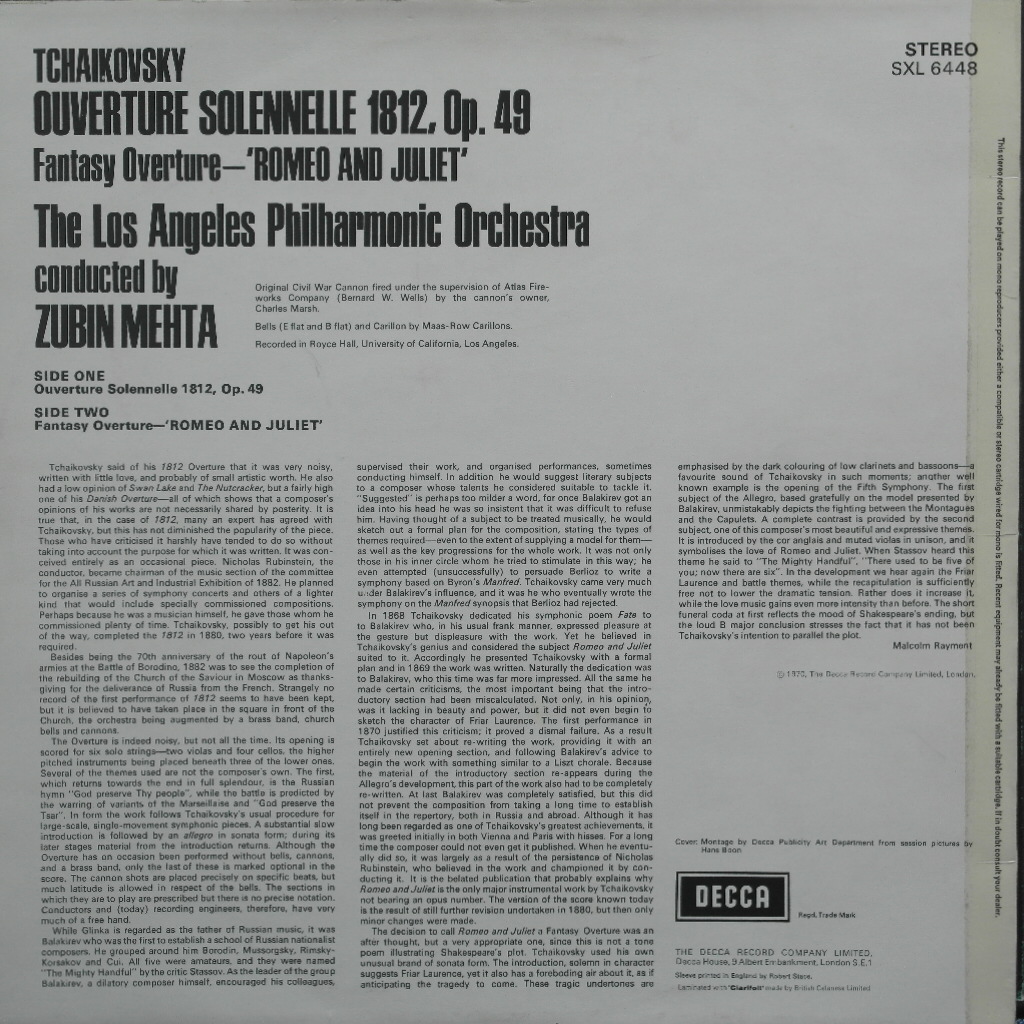 STEREO
SXL 6448
TCHAIKOVSKY
OUVERTURE SOLENNELLE 1812, Op. 49
Fantasy Overture—'ROMEO AND JULIET'
The Los Angeles Philharmonic Orchestra
conducted by
ZUBIN MEHTA
Original Civil War Cannon fired under the supervision of Atlas Fire-
works Company (Bernard W. Wells) by the cannon's owner,
Charles Marsh.
Bells (E flat and B flat) and Carillon by Maas-Row Carillons.
Recorded in Royce Hall, University of California, Los Angeles.
SIDE ONE
Ouverture Solennelle 1812, Op. 49
SIDE TWO
Fantasy Overture—'ROMEO AND JULIET'
Tchaikovsky said of his 1812 Overture that it was very noisy,
written with little love, and probably of small artistic worth. He also
had a low opinion of Swan Lake and The Nutcracker, but a fairly high
one of his Danish Overture—all of which shows that a composer's
opinions of his works are not necessarily shared by posterity. It is
true that, in the case of 1812, many an expert has agreed with
Tchaikovsky, but this has not diminished the popularity of the piece.
Those who have criticised it harshly have tended to do so without
taking into account the purpose for which it was written. It was con-
ceived entirely as an occasional piece. Nicholas Rubinstein, the
conductor, became chairman of the music section of the committee
for the All Russian Art and Industrial Exhibition of 1882. He planned
to organise a series of symphony concerts and others of a lighter
kind that would include specially commissioned compositions.
Perhaps because he was a musician himself, he gave those whom he
commissioned plenty of time. Tchaikovsky, possibly to get his out
of the way, completed the 1812 in 1880, two years before it was
required.
Besides being the 70th anniversary of the rout of Napoleon's
armies at the Battle of Borodino, 1882 was to see the completion of
the rebuilding of the Church of the Saviour in Moscow as thanks-
giving for the deliverance of Russia from the French. Strangely no
record of the first performance of 1812 seems to have been kept,
but it is believed to have taken place in the square in front of the
Church, the orchestra being augmented by a brass band, church
bells and cannons.
The Overture is indeed noisy, but not all the time. Its opening is
scored for six solo strings—two violas and four cellos, the higher
pitched instruments being placed beneath three of the lower ones.
Several of the themes used are not the composer's own. The first,
which returns towards the end in full splendour, is the Russian
hymn "God preserve Thy people", while the battle is predicted by
the warring of variants of the Marseillaise and "God preserve the
Tsar". In form the work follows Tchaikovsky's usual procedure for
large-scale, single-movement symphonic pieces. A substantial slow
introduction is followed by an allegro in sonata form; during its
later stages material from the introduction returns. Although the
Overture has on occasion been performed without bells, cannons,
and a brass band, only the last of these is marked optional in the
score. The cannon shots are placed precisely on specific beats, but
much latitude is allowed in respect of the bells. The sections in
which they are to play are prescribed but there is no precise notation.
Conductors and (today) recording engineers, therefore, have very
much of a free hand.
While Glinka is regarded as the father of Russian music, it was
Balakirev who was the first to establish a school of Russian nationalist
composers. He grouped around him Borodin, Mussorgsky, Rimsky-
Korsakov and Cui. All five were amateurs, and they were named
"The Mighty Handful" by the critic Stassov. As the leader of the group
Balakirev, a dilatory composer himself, encouraged his colleagues,
supervised their work, and organised performances, sometimes
conducting himself. In addition he would suggest literary subjects
to a composer whose talents he considered suitable to tackle it.
"Suggested" is perhaps too milder a word, for once Balakirev got an
idea into his head he was so insistent that it was difficult to refuse
him. Having thought of a subject to be treated musically, he would
sketch out a formal plan for the composition, stating the types of
themes required—even to the extent of supplying a model for them—
as well as the key progressions for the whole work. It was not only
those in his inner circle whom he tried to stimulate in this way; he
even attempted (unsuccessfully) to persuade Berlioz to write a
symphony based on Byron's Manfred. Tchaikovsky came very much
under Balakirev's influence, and it was he who eventually wrote the
symphony on the Manfred synopsis that Berlioz had rejected.
In 1868 Tchaikovsky dedicated his symphonic poem Fate to
to Balakirev who, in his usual frank manner, expressed pleasure at
the gesture but displeasure with the work. Yet he believed in
Tchaikovsky's genius and considered the subject Romeo and Juliet
suited to it. Accordingly he presented Tchaikovsky with a formal
plan and in 1869 the work was written. Naturally the dedication was
to Balakirev, who this time was far more impressed. All the same he
made certain criticisms, the most important being that the intro-
ductory section had been miscalculated. Not only, in his opinion,
was it lacking in beauty and power, but it did not even begin to
sketch the character of Friar Laurence. The first performance in
1870 justified this criticism; it proved a dismal failure. As a result
Tchaikovsky set about re-writing the work, providing it with an
entirely new opening section, and following Balakirev's advice to
begin the work with something similar to a Liszt chorale. Because
the material of the introductory section re-appears during the
Allegro's development, this part of the work also had to be completely
re-written. At last Balakirev was completely satisfied, but this did
not prevent the composition from taking a long time to establish
itself in the repertory, both in Russia and abroad. Although it has
long been regarded as one of Tchaikovsky's greatest achievements, it
was greeted initially in both Vienna and Paris with hisses. For a long
time the composer could not even get it published. When he eventu-
ally did so, it was largely as a result of the persistence of Nicholas
Rubinstein, who believed in the work and championed it by con-
ducting it. It is the belated publication that probably explains why
Romeo and Juliet is the only major instrumental work by Tchaikovsky
not bearing an opus number. The version of the score known today
is the result of still further revision undertaken in 1880, but then only
minor changes were made.
The decision to call Romeo and Juliet a Fantasy Overture was an
after thought, but a very appropriate one, since this is not a tone
poem illustrating Shakespeare's plot. Tchaikovsky used his own
unusual brand of sonata form. The introduction, solemn in character
suggests Friar Laurence, yet it also has a foreboding air about it, as if
anticipating the tragedy to come. These tragic undertones are
emphasised by the dark colouring of low clarinets and bassoons—a
favourite sound of Tchaikovsky in such moments; another well
known example is the opening of the Fifth Symphony. The first
subject of the Allegro, based gratefully on the model presented by
Balakirev, unmistakably depicts the fighting between the Montagues
and the Capulets. A complete contrast is provided by the second
subject, one of this composer's most beautiful and expressive themes.
It is introduced by the cor anglais and muted violas in unison, and it
symbolises the love of Romeo and Juliet. When Stassov heard this
theme he said to "The Mighty Handful", "There used to be five of
you; now there are six". In the development we hear again the Friar
Laurence and battle themes, while the recapitulation is sufficiently
free not to lower the dramatic tension. Rather does it increase it,
while the love music gains even more intensity than before. The short
funeral coda at first reflects the mood of Shakespeare's ending, but
the loud B major conclusion stresses the fact that it has not been
Tchaikovsky's intention to parallel the plot.
Malcolm Rayment
© 1970, The Decca Record Company Limited, London.
Cover: Montage by Decca Publicity Art Department from session pictures by
Hans Boon
DECCA
Regd. Trade Mark
THE DECCA RECORD COMPANY LIMITED,
Decca House, 9 Albert Embankment, London S.E.1
Sleeve printed in England by Robert Stace.
Laminated with 'Clarifoil' made by British Celanese Limited
This stereo record can be played on mono reproducers provided either a compatible or stereo cartridge wired for mono is fitted. Recent equipment may already be fitted with a suitable cartridge. If in doubt consult your dealer.